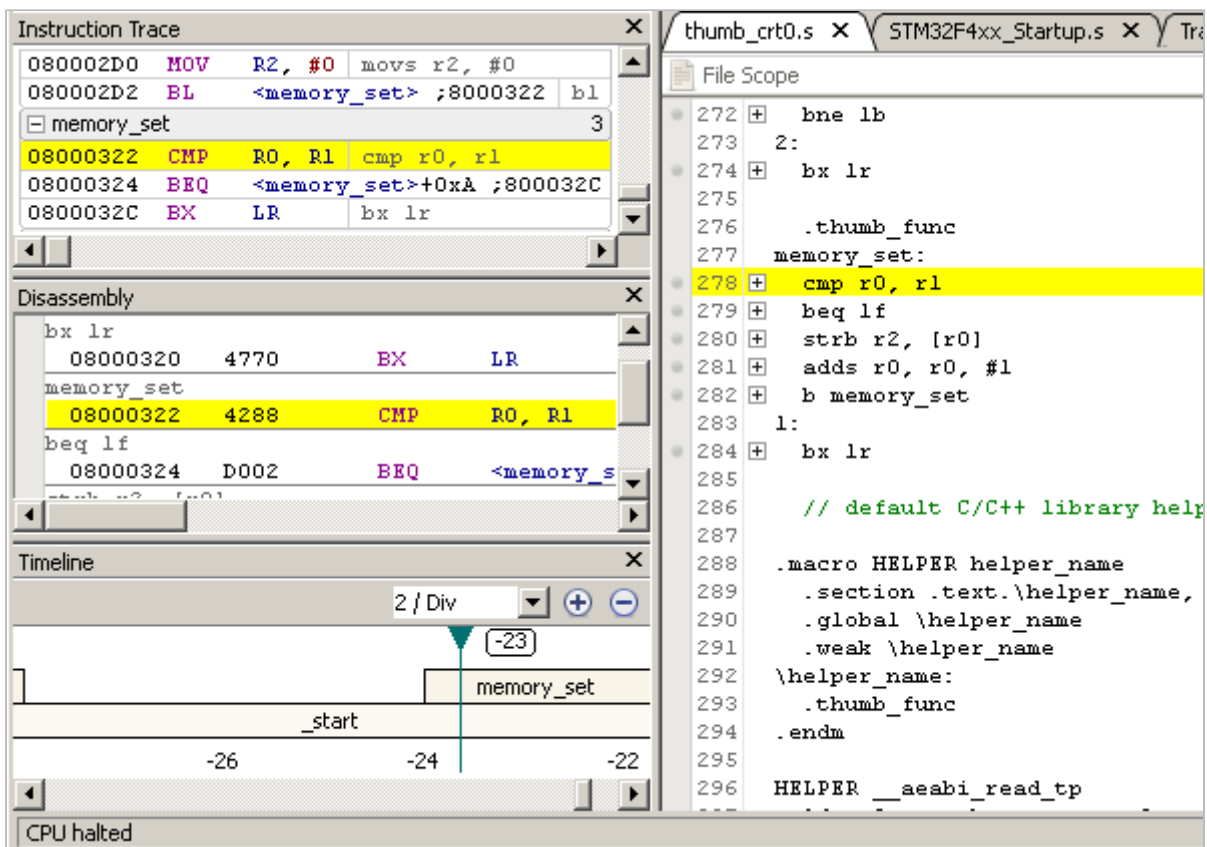 Instruction Trace
080002D0 MOV R2, #0 movs r2, #0
080002D2 BL <memory_set> ;8000322 bl
memory_set 3
08000322 CMP R0, R1 cmp r0, r1
08000324 BEQ <memory_set>+0xA ;800032C
0800032C BX LR bx lr
Disassembly
bx lr
08000320 4770 BX LR
memory_set
08000322 4288 CMP R0, R1
beq 1f
08000324 D002 BEQ <memory_s
Timeline
2 / Div
-23
memory_set
_start
-26 -24 -22
CPU halted
thumb_crt0.s STM32F4xx_Startup.s Tra
File Scope
272 bne 1b
273 2:
274 bx lr
275
276 .thumb_func
277 memory_set:
278 cmp r0, r1
279 beq 1f
280 strb r2, [r0]
281 adds r0, r0, #1
282 b memory_set
283 1:
284 bx lr
285
286 // default C/C++ library help
287
288 .macro HELPER helper_name
289 .section .text.\helper_name,
290 .global \helper_name
291 .weak \helper_name
292 \helper_name:
293 .thumb_func
294 .endm
295
296 HELPER __aeabi_read_tp